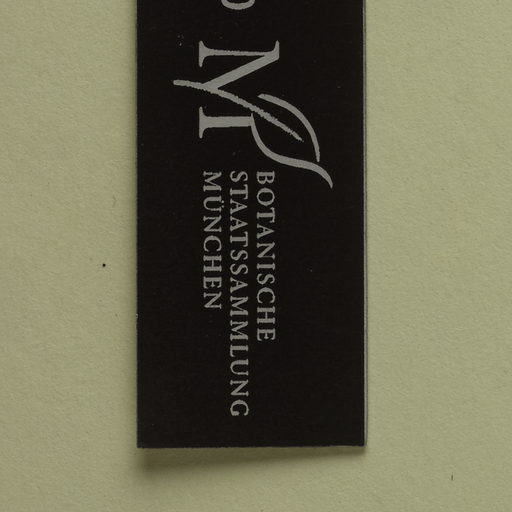 M
BOTANISCHE
STAATSSAMMLUNG
MÜNCHEN